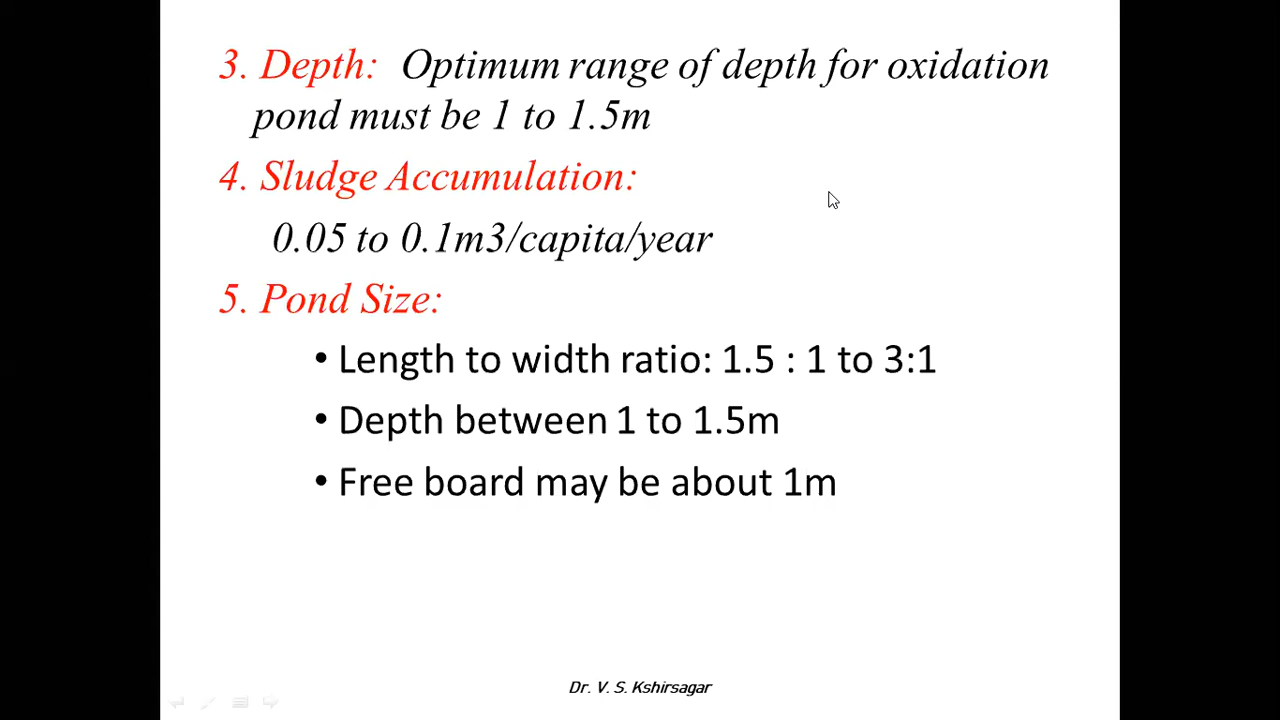 3. Depth: Optimum range of depth for oxidation
pond must be 1 to 1.5m
4. Sludge Accumulation:
0.05 to 0.1m3/capita/year
5. Pond Size:
• Length to width ratio: 1.5 : 1 to 3:1
• Depth between 1 to 1.5m
• Free board may be about 1m
Dr. V. S. Kshirsagar